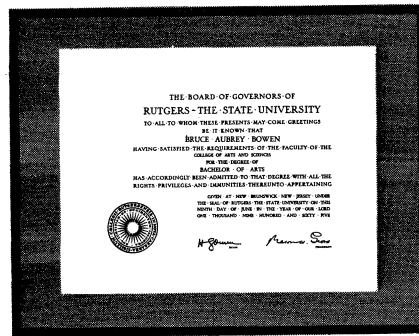 THE·BOARD·OF·GOVERNORS·OF
RUTGERS-THE·STATE·UNIVERSITY
TO·ALL·TO·WHOM·THESE·PRESENTS·MAY·COME·GREETINGS
BE·IT·KNOWN·THAT
BRUCE·AUBREY·BOWEN
HAVING·SATISFIED·THE·REQUIREMENTS·OF·THE·FACULTY·OF·THE
COLLEGE OF ARTS AND SCIENCES
FOR·THE·DEGREE·OF
BACHELOR·OF·ARTS
HAS·ACCORDINGLY·BEEN·ADMITTED·TO·THAT·DEGREE·WITH·ALL·THE
RIGHTS·PRIVILEGES·AND·IMMUNITIES·THEREUNTO·APPERTAINING
GIVEN·AT·NEW·BRUNSWICK·NEW·JERSEY·UNDER
THE·SEAL·OF·RUTGERS·THE·STATE·UNIVERSITY·ON·THIS
NINTH·DAY·OF·JUNE·IN·THE·YEAR·OF·OUR·LORD
ONE·THOUSAND·NINE·HUNDRED·AND·SIXTY·FIVE